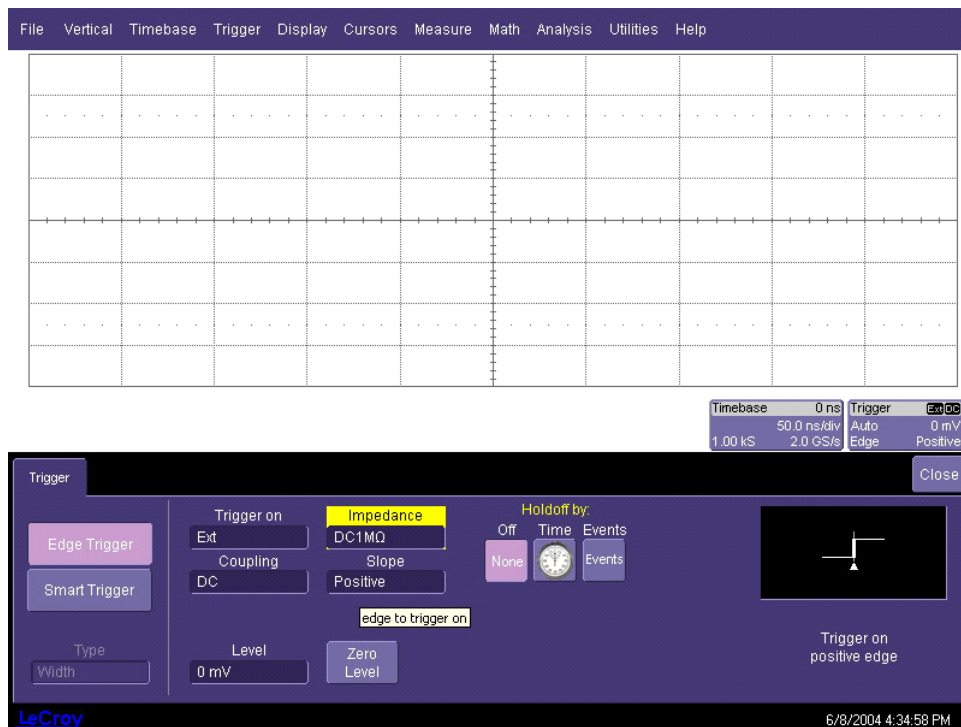 File Vertical Timebase Trigger Display Cursors Measure Math Analysis Utilities Help
Timebase 0 ns
50.0 ns/div
1.00 kS 2.0 GS/s
Trigger Ext DC
Auto 0 mV
Edge Positive
Trigger
Close
Edge Trigger
Smart Trigger
Type
Width
Trigger on
Ext
Coupling
DC
Level
0 mV
Impedance
DC1MΩ
Slope
Positive
edge to trigger on
Zero
Level
Holdoff by:
Off Time Events
None Events
Trigger on
positive edge
LeCroy
6/8/2004 4:34:58 PM